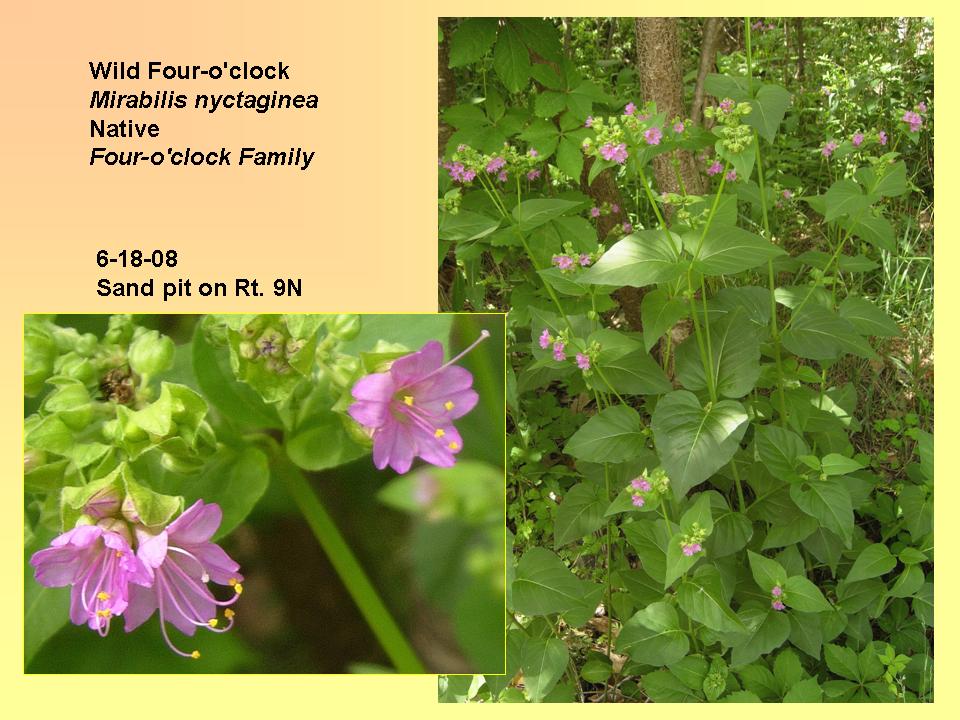 Wild Four-o'clock
Mirabilis nyctaginea
Native
Four-o'clock Family
6-18-08
Sand pit on Rt. 9N